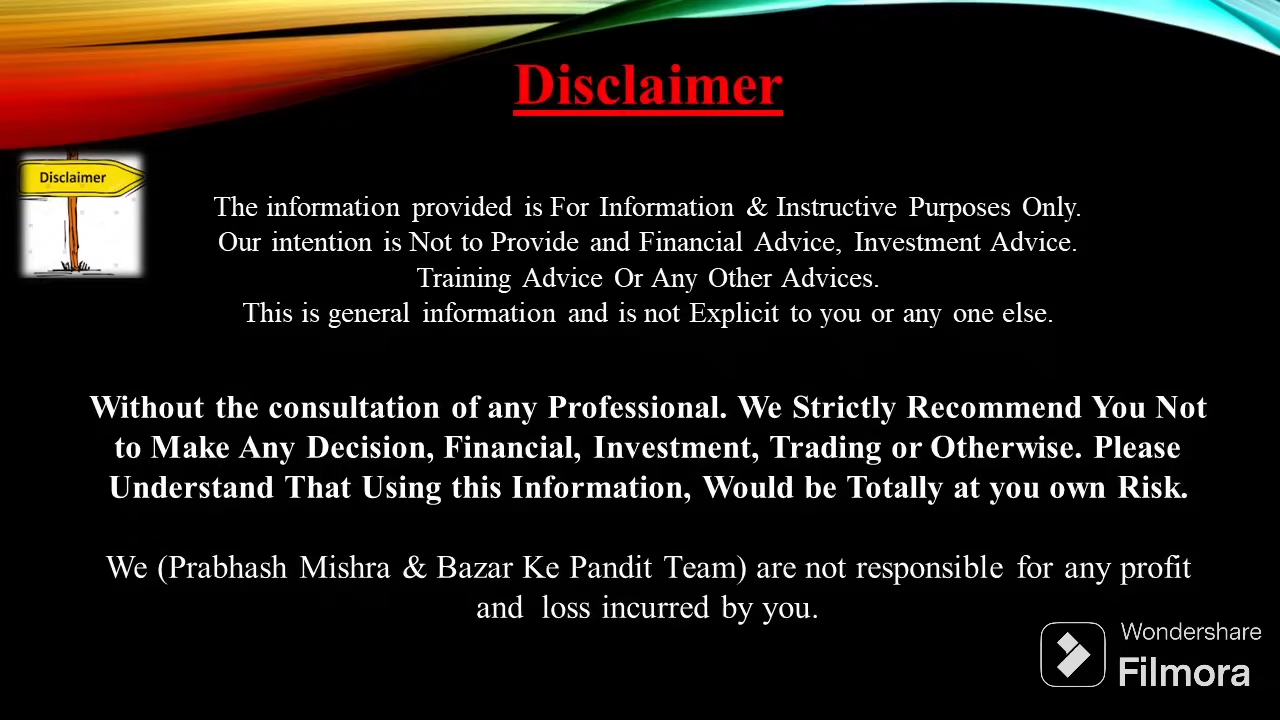 Disclaimer
Disclaimer
The information provided is For Information & Instructive Purposes Only.
Our intention is Not to Provide and Financial Advice, Investment Advice.
Training Advice Or Any Other Advices.
This is general information and is not Explicit to you or any one else.
Without the consultation of any Professional. We Strictly Recommend You Not
to Make Any Decision, Financial, Investment, Trading or Otherwise. Please
Understand That Using this Information, Would be Totally at you own Risk.
We (Prabhash Mishra & Bazar Ke Pandit Team) are not responsible for any profit
and loss incurred by you.
Wondershare
Filmora